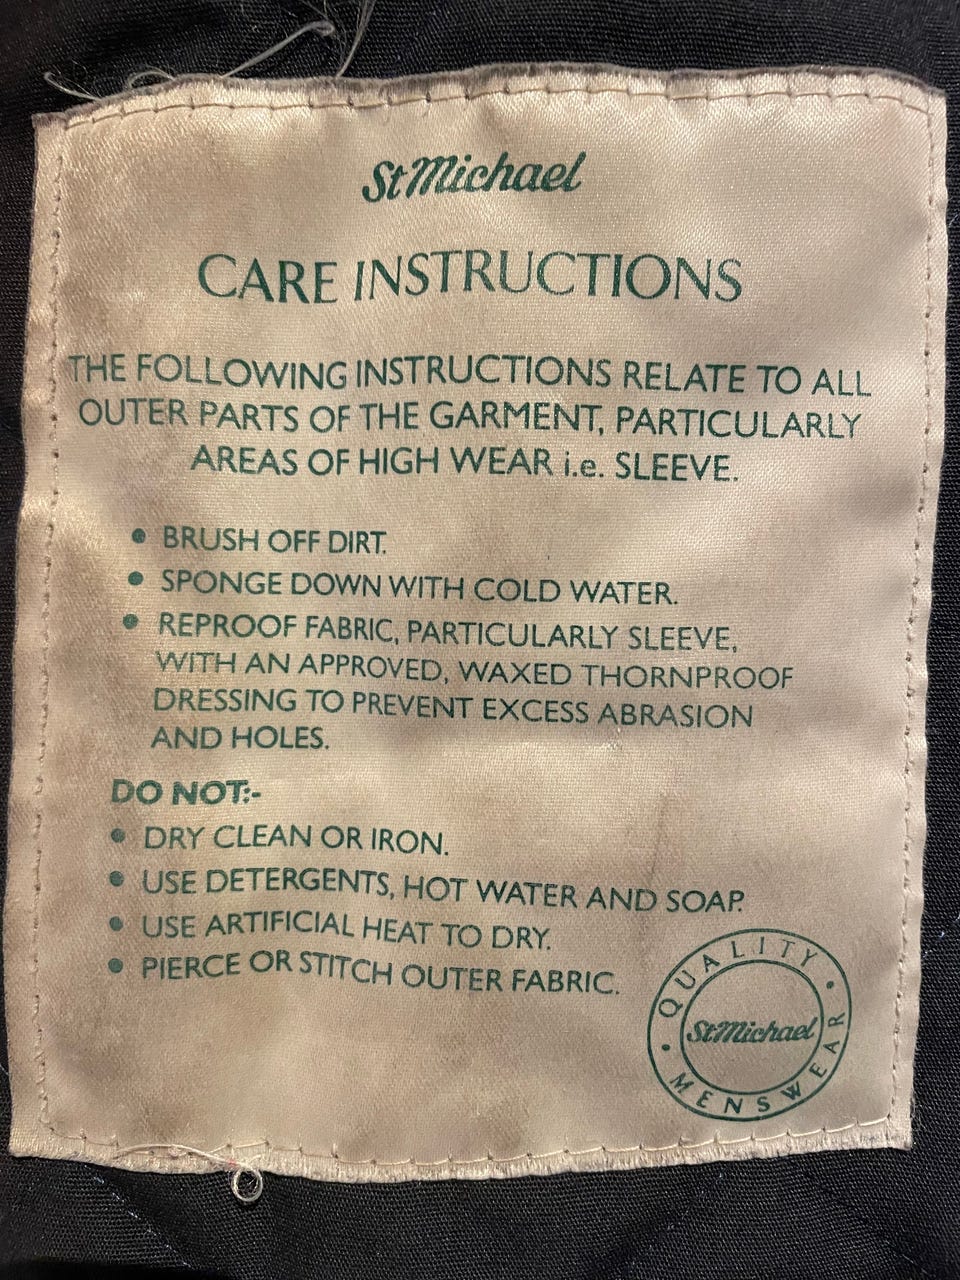 St Michael
CARE INSTRUCTIONS
THE FOLLOWING INSTRUCTIONS RELATE TO ALL
OUTER PARTS OF THE GARMENT, PARTICULARLY
AREAS OF HIGH WEAR i.e. SLEEVE.
• BRUSH OFF DIRT.
• SPONGE DOWN WITH COLD WATER.
• REPROOF FABRIC, PARTICULARLY SLEEVE,
WITH AN APPROVED, WAXED THORNPROOF
DRESSING TO PREVENT EXCESS ABRASION
AND HOLES.
DO NOT:-
• DRY CLEAN OR IRON.
• USE DETERGENTS, HOT WATER AND SOAP.
• USE ARTIFICIAL HEAT TO DRY.
• PIERCE OR STITCH OUTER FABRIC.
• QUALITY •
St Michael
MENSWEAR